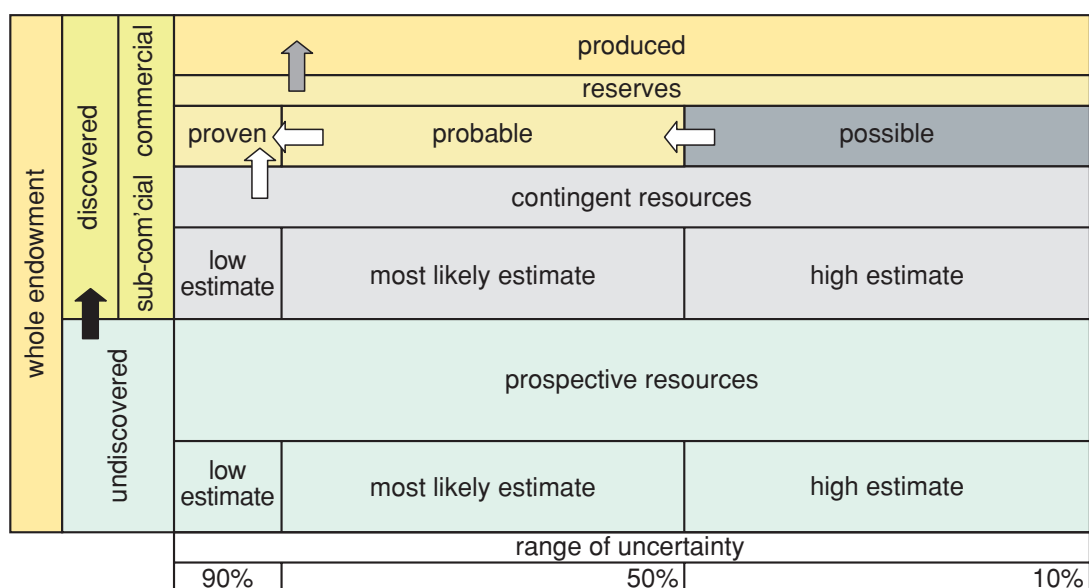 whole endowment
discovered
undiscovered
commercial
sub-com'cial
produced
reserves
proven
probable
possible
contingent resources
low
estimate
most likely estimate
high estimate
prospective resources
low
estimate
most likely estimate
high estimate
range of uncertainty
90%
50%
10%